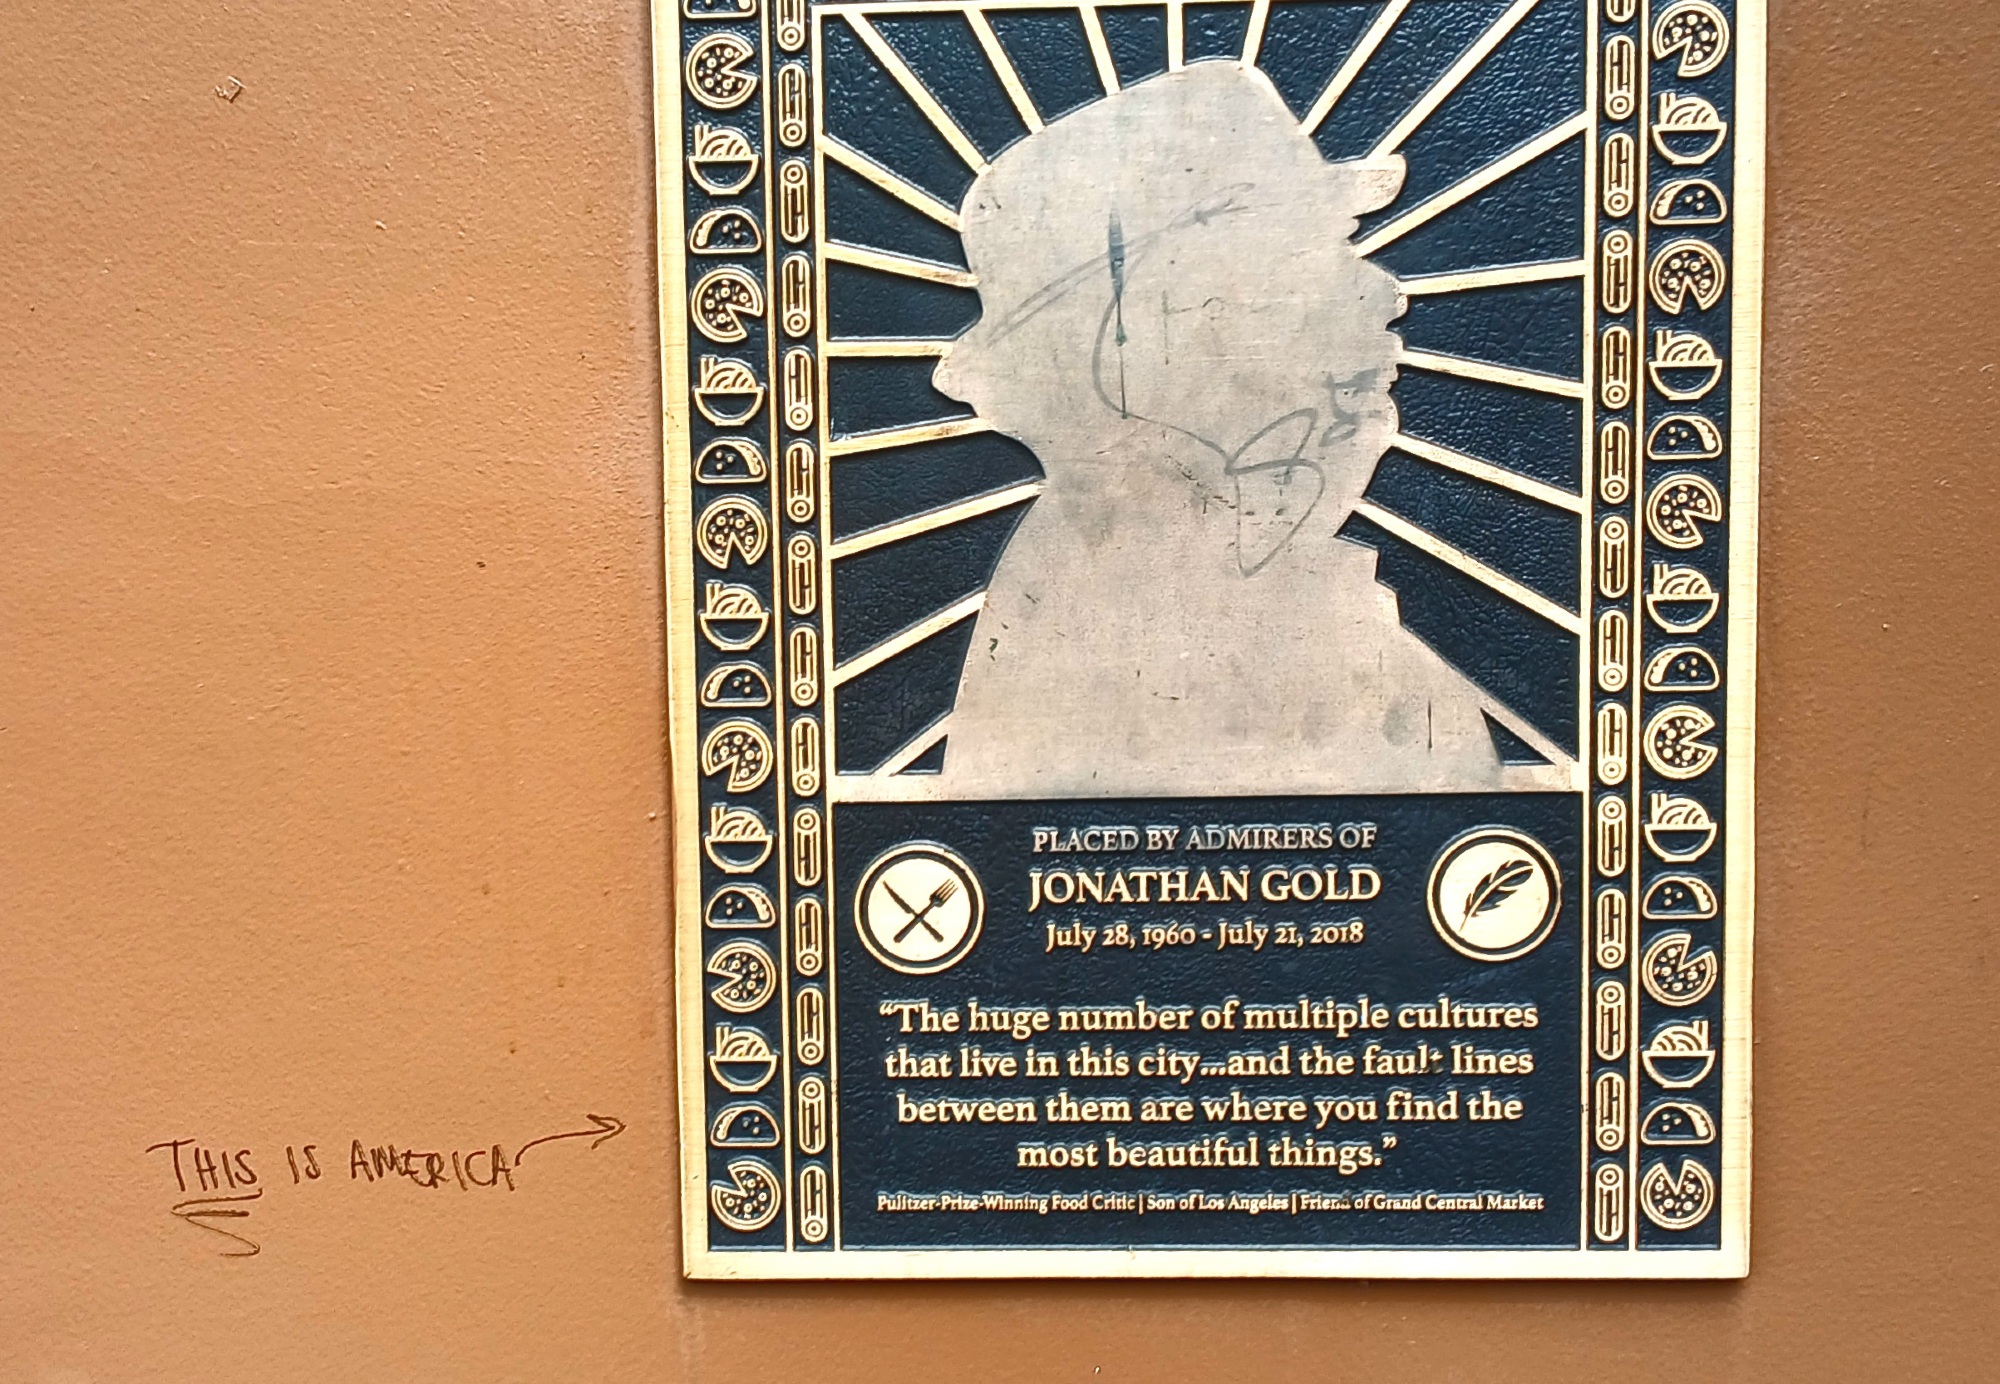 PLACED BY ADMIRERS OF
JONATHAN GOLD
July 28, 1960 - July 21, 2018
“The huge number of multiple cultures
that live in this city...and the fault lines
between them are where you find the
most beautiful things.”
Pulitzer-Prize-Winning Food Critic | Son of Los Angeles | Friend of Grand Central Market
THIS IS AMERICA